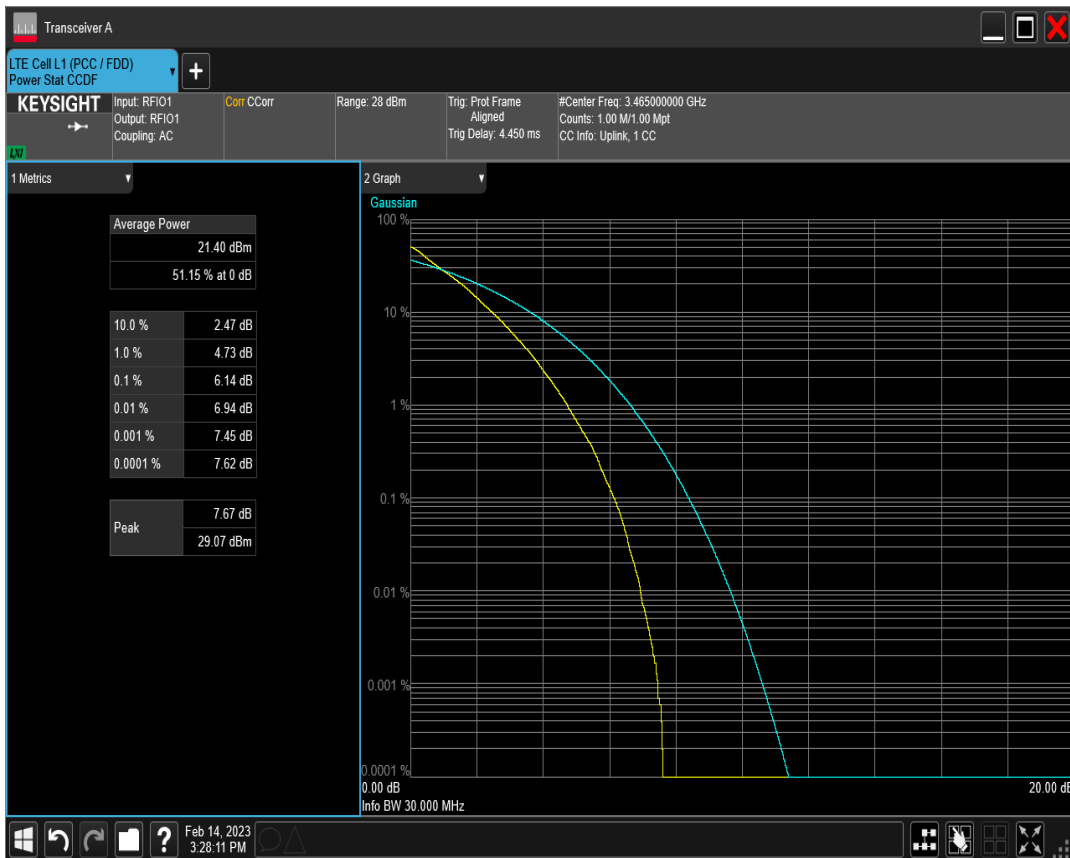 Transceiver A
LTE Cell L1 (PCC / FDD)
Power Stat CCDF
+
KEYSIGHT
LXI
Input: RFIO1
Output: RFIO1
Coupling: AC
Corr CCorr
Range: 28 dBm
Trig: Prot Frame
Aligned
Trig Delay: 4.450 ms
#Center Freq: 3.465000000 GHz
Counts: 1.00 M/1.00 Mpt
CC Info: Uplink, 1 CC
1 Metrics
Average Power
21.40 dBm
51.15 % at 0 dB
10.0 % 2.47 dB
1.0 % 4.73 dB
0.1 % 6.14 dB
0.01 % 6.94 dB
0.001 % 7.45 dB
0.0001 % 7.62 dB
Peak
7.67 dB
29.07 dBm
2 Graph
Gaussian
100 %
10 %
1 %
0.1 %
0.01 %
0.001 %
0.0001 %
0.00 dB 20.00 dB
Info BW 30.000 MHz
?
Feb 14, 2023
3:28:11 PM